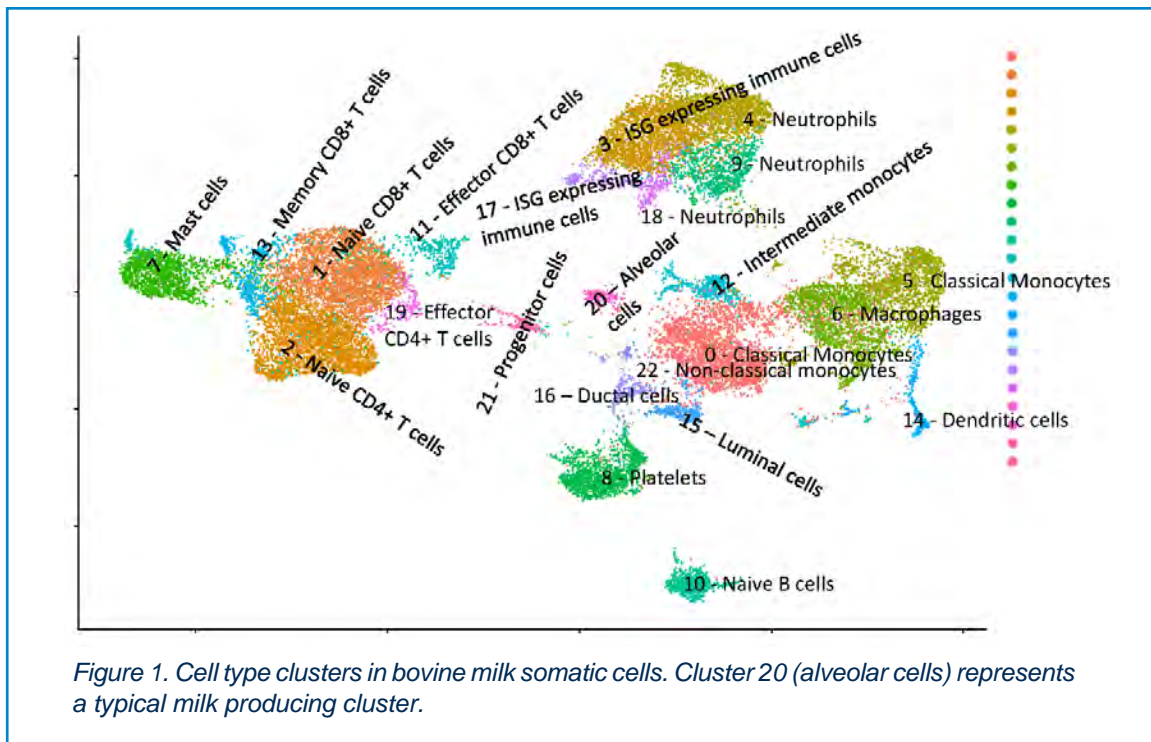 3 - ISG expressing immune cells
4 - Neutrophils
9 - Neutrophils
18 - Neutrophils
17 - ISG expressing
immune cells
11 - Effector CD8+ T cells
13 - Memory CD8+ T cells
1 - Naive CD8+ T cells
7 - Mast cells
19 - Effector
CD4+ T cells
2 - Naive CD4+ T cells
21 - Progenitor cells
20 - Alveolar
cells
12 - Intermediate monocytes
5 - Classical Monocytes
6 - Macrophages
0 - Classical Monocytes
22 - Non-classical monocytes
16 – Ductal cells
15 – Luminal cells
14 - Dendritic cells
8 - Platelets
10 - Naive B cells
Figure 1. Cell type clusters in bovine milk somatic cells. Cluster 20 (alveolar cells) represents
a typical milk producing cluster.